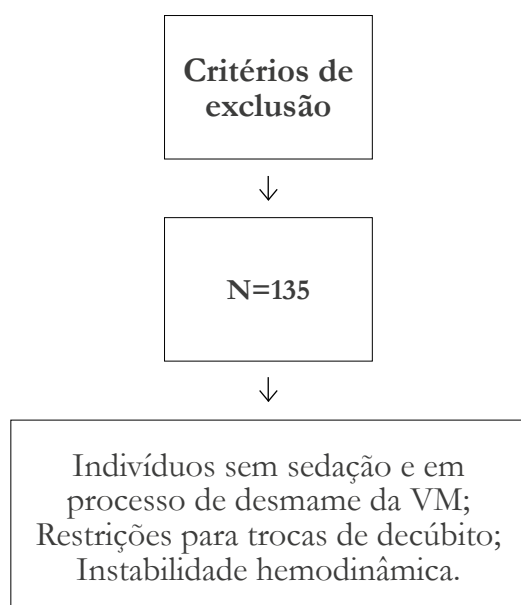 Critérios de
exclusão
N=135
Indivíduos sem sedação e em
processo de desmame da VM;
Restrições para trocas de decúbito;
Instabilidade hemodinâmica.